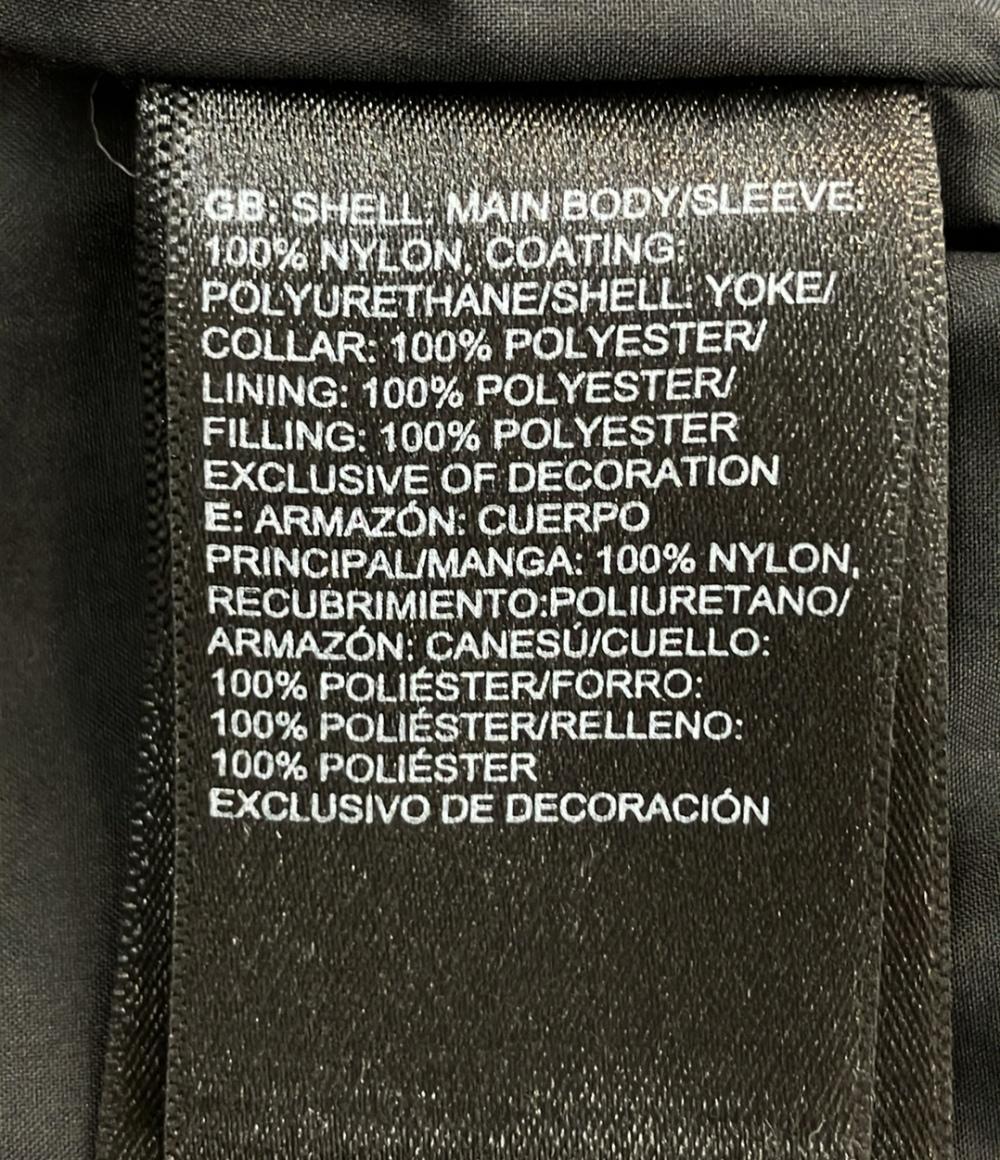 GB: SHELL: MAIN BODY/SLEEVE:
100% NYLON, COATING:
POLYURETHANE/SHELL: YOKE/
COLLAR: 100% POLYESTER/
LINING: 100% POLYESTER/
FILLING: 100% POLYESTER
EXCLUSIVE OF DECORATION
E: ARMAZÓN: CUERPO
PRINCIPAL/MANGA: 100% NYLON,
RECUBRIMIENTO:POLIURETANO/
ARMAZÓN: CANESÚ/CUELLO:
100% POLIÉSTER/FORRO:
100% POLIÉSTER/RELLENO:
100% POLIÉSTER
EXCLUSIVO DE DECORACIÓN